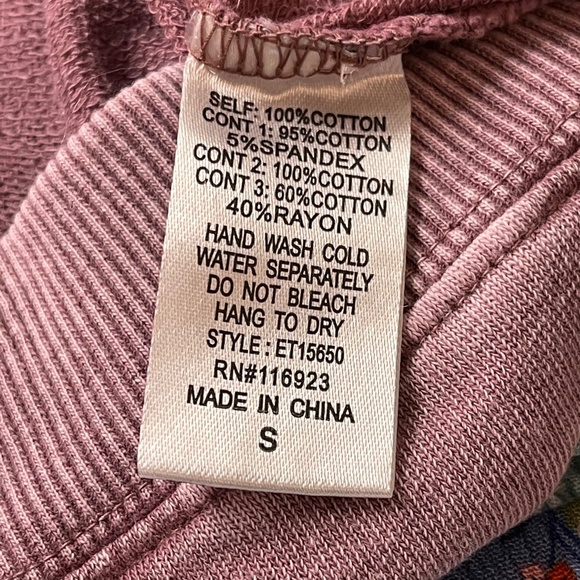 SELF: 100%COTTON
CONT 1: 95%COTTON
5%SPANDEX
CONT 2: 100%COTTON
CONT 3: 60%COTTON
40%RAYON
HAND WASH COLD
WATER SEPARATELY
DO NOT BLEACH
HANG TO DRY
STYLE : ET15650
RN#116923
MADE IN CHINA
S